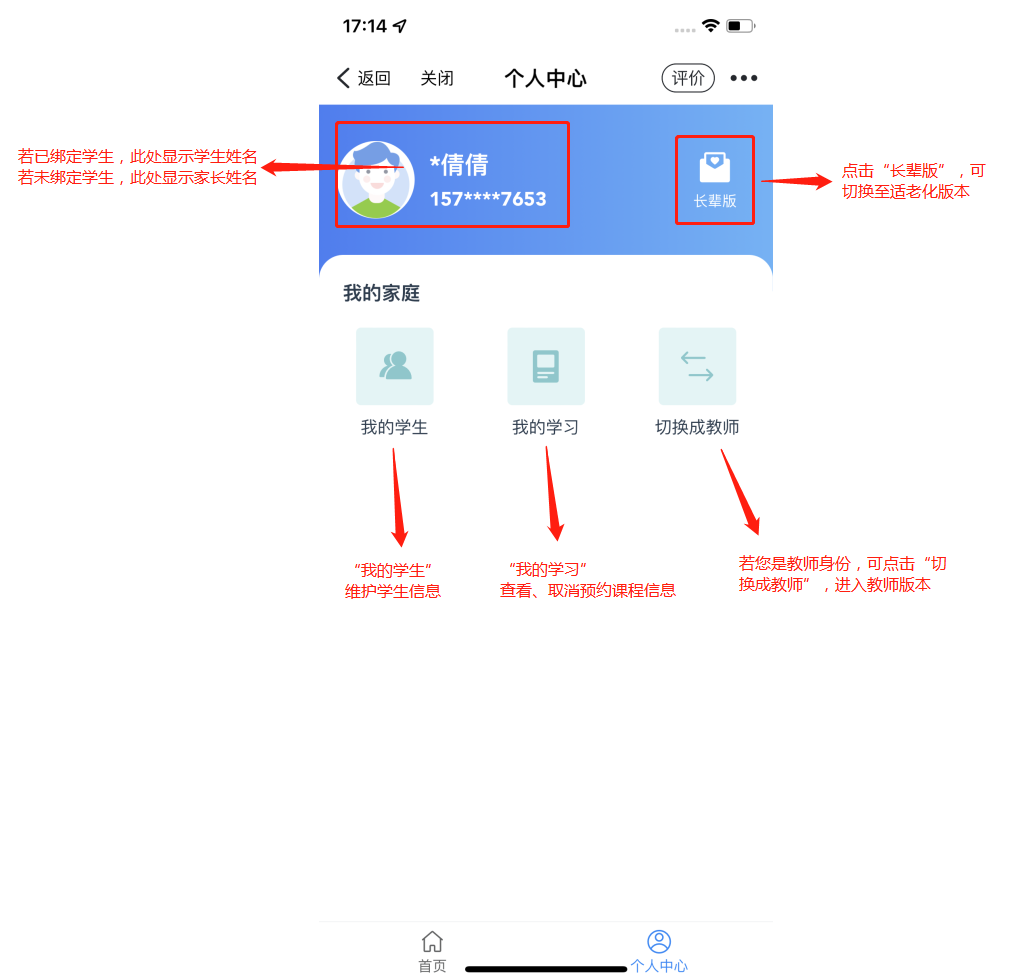 17:14
返回 关闭 个人中心 评价
若已绑定学生，此处显示学生姓名
若未绑定学生，此处显示家长姓名
*倩倩
157****7653
长辈版
点击“长辈版”，可
切换至适老化版本
我的家庭
我的学生 我的学习 切换成教师
“我的学生”
维护学生信息
“我的学习“
查看、取消预约课程信息
若您是教师身份，可点击“切
换成教师”，进入教师版本
首页 个人中心